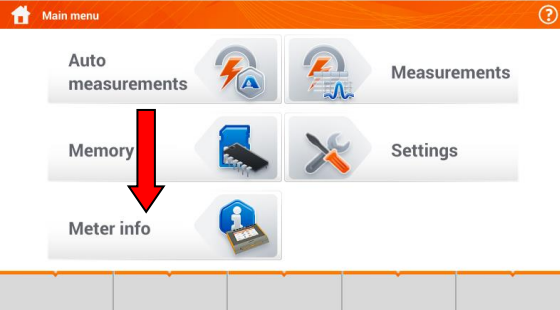 Main menu
?
Auto
measurements
A
Measurements
Memory
Settings
Meter info